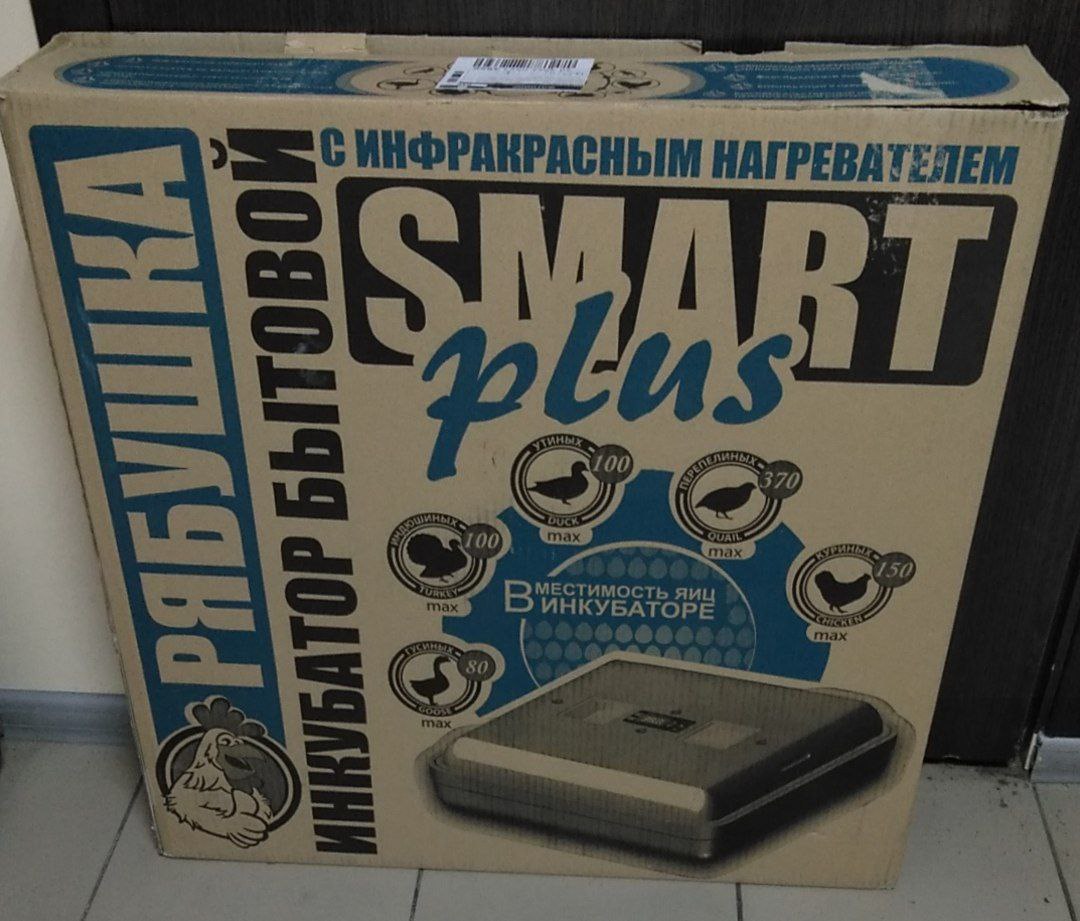 РЯБУШКА
ИНКУБАТОР БЫТОВОЙ
С ИНФРАКРАСНЫМ НАГРЕВАТЕЛЕМ
SMART
plus
УТИНЫХ
100
DUCK
max
ПЕРЕПЕЛИНЫХ
370
QUAIL
max
ИНДЮШИНЫХ
100
TURKEY
max
КУРИНЫХ
150
CHICKEN
max
ГУСИНЫХ
80
GOOSE
max
ВМЕСТИМОСТЬ ЯИЦ
В ИНКУБАТОРЕ